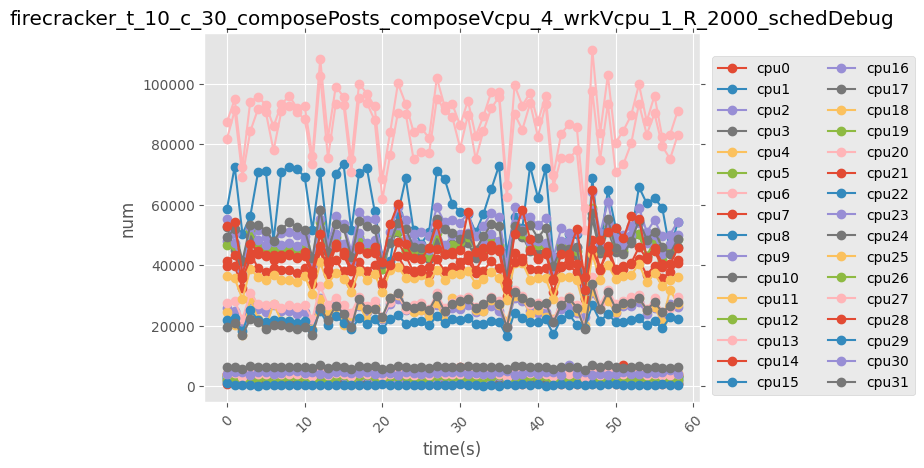 firecracker_t_10_c_30_composePosts_composeVcpu_4_wrkVcpu_1_R_2000_schedDebug
num
100000
80000
60000
40000
20000
0
0
10
20
30
40
50
60
time(s)
cpu0
cpu1
cpu2
cpu3
cpu4
cpu5
cpu6
cpu7
cpu8
cpu9
cpu10
cpu11
cpu12
cpu13
cpu14
cpu15
cpu16
cpu17
cpu18
cpu19
cpu20
cpu21
cpu22
cpu23
cpu24
cpu25
cpu26
cpu27
cpu28
cpu29
cpu30
cpu31